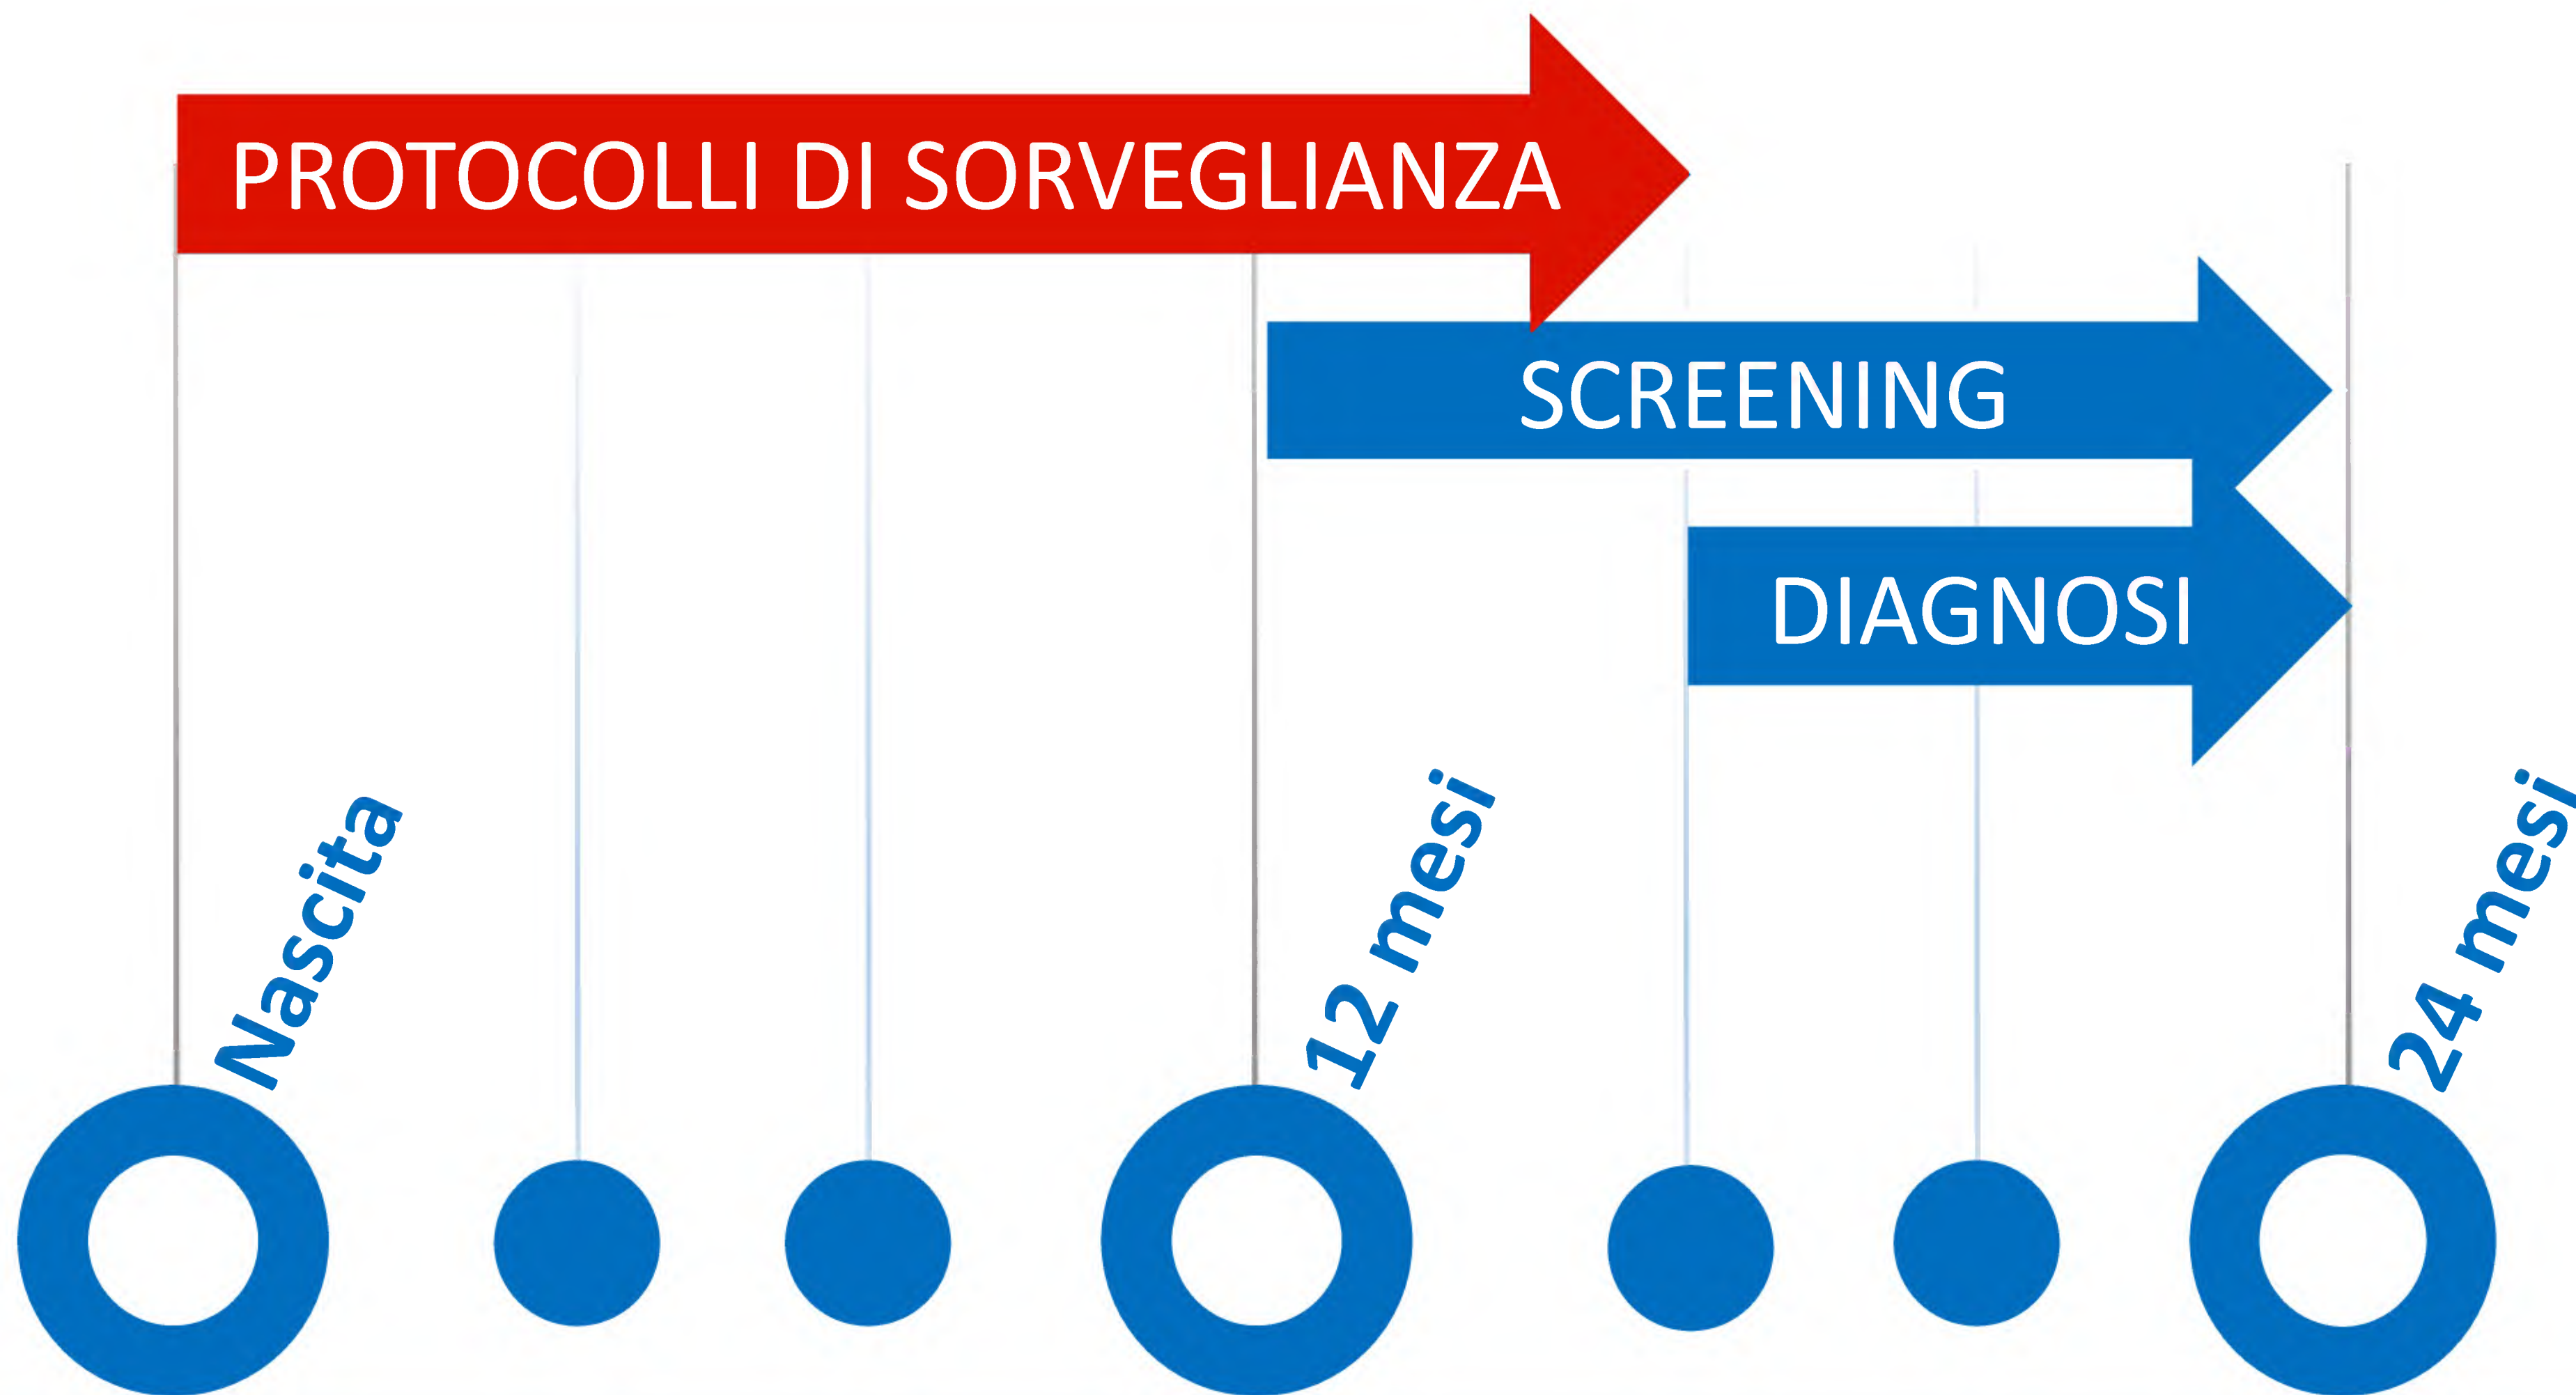 PROTOCOLLI DI SORVEGLIANZA
SCREENING
DIAGNOSI
Nascita
12 mesi
24 mesi